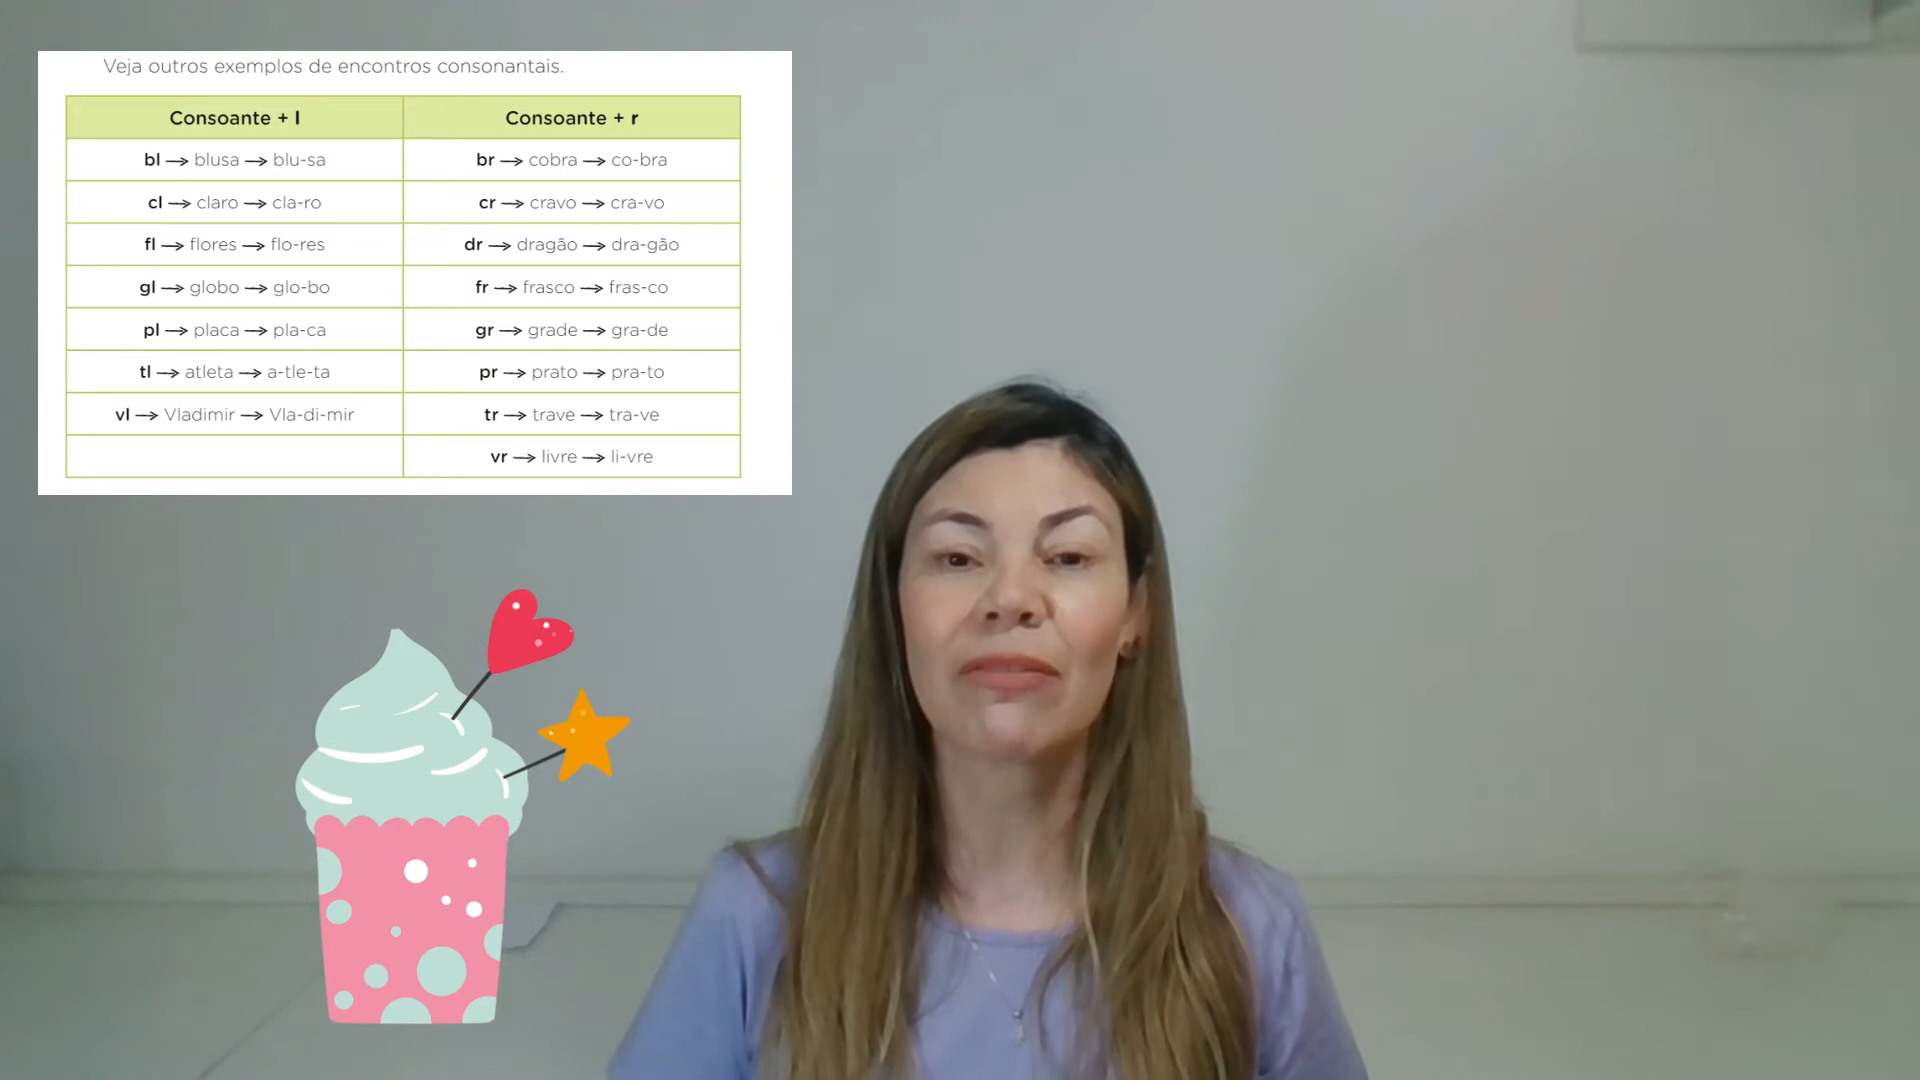 Veja outros exemplos de encontros consonantais.
Consoante + l Consoante + r
bl → blusa → blu-sa br → cobra → co-bra
cl → claro → cla-ro cr → cravo → cra-vo
fl → flores → flo-res dr → dragão → dra-gão
gl → globo → glo-bo fr → frasco → fras-co
pl → placa → pla-ca gr → grade → gra-de
tl → atleta → a-tle-ta pr → prato → pra-to
vl → Vladimir → Vla-di-mir tr → trave → tra-ve
vr → livre → li-vre